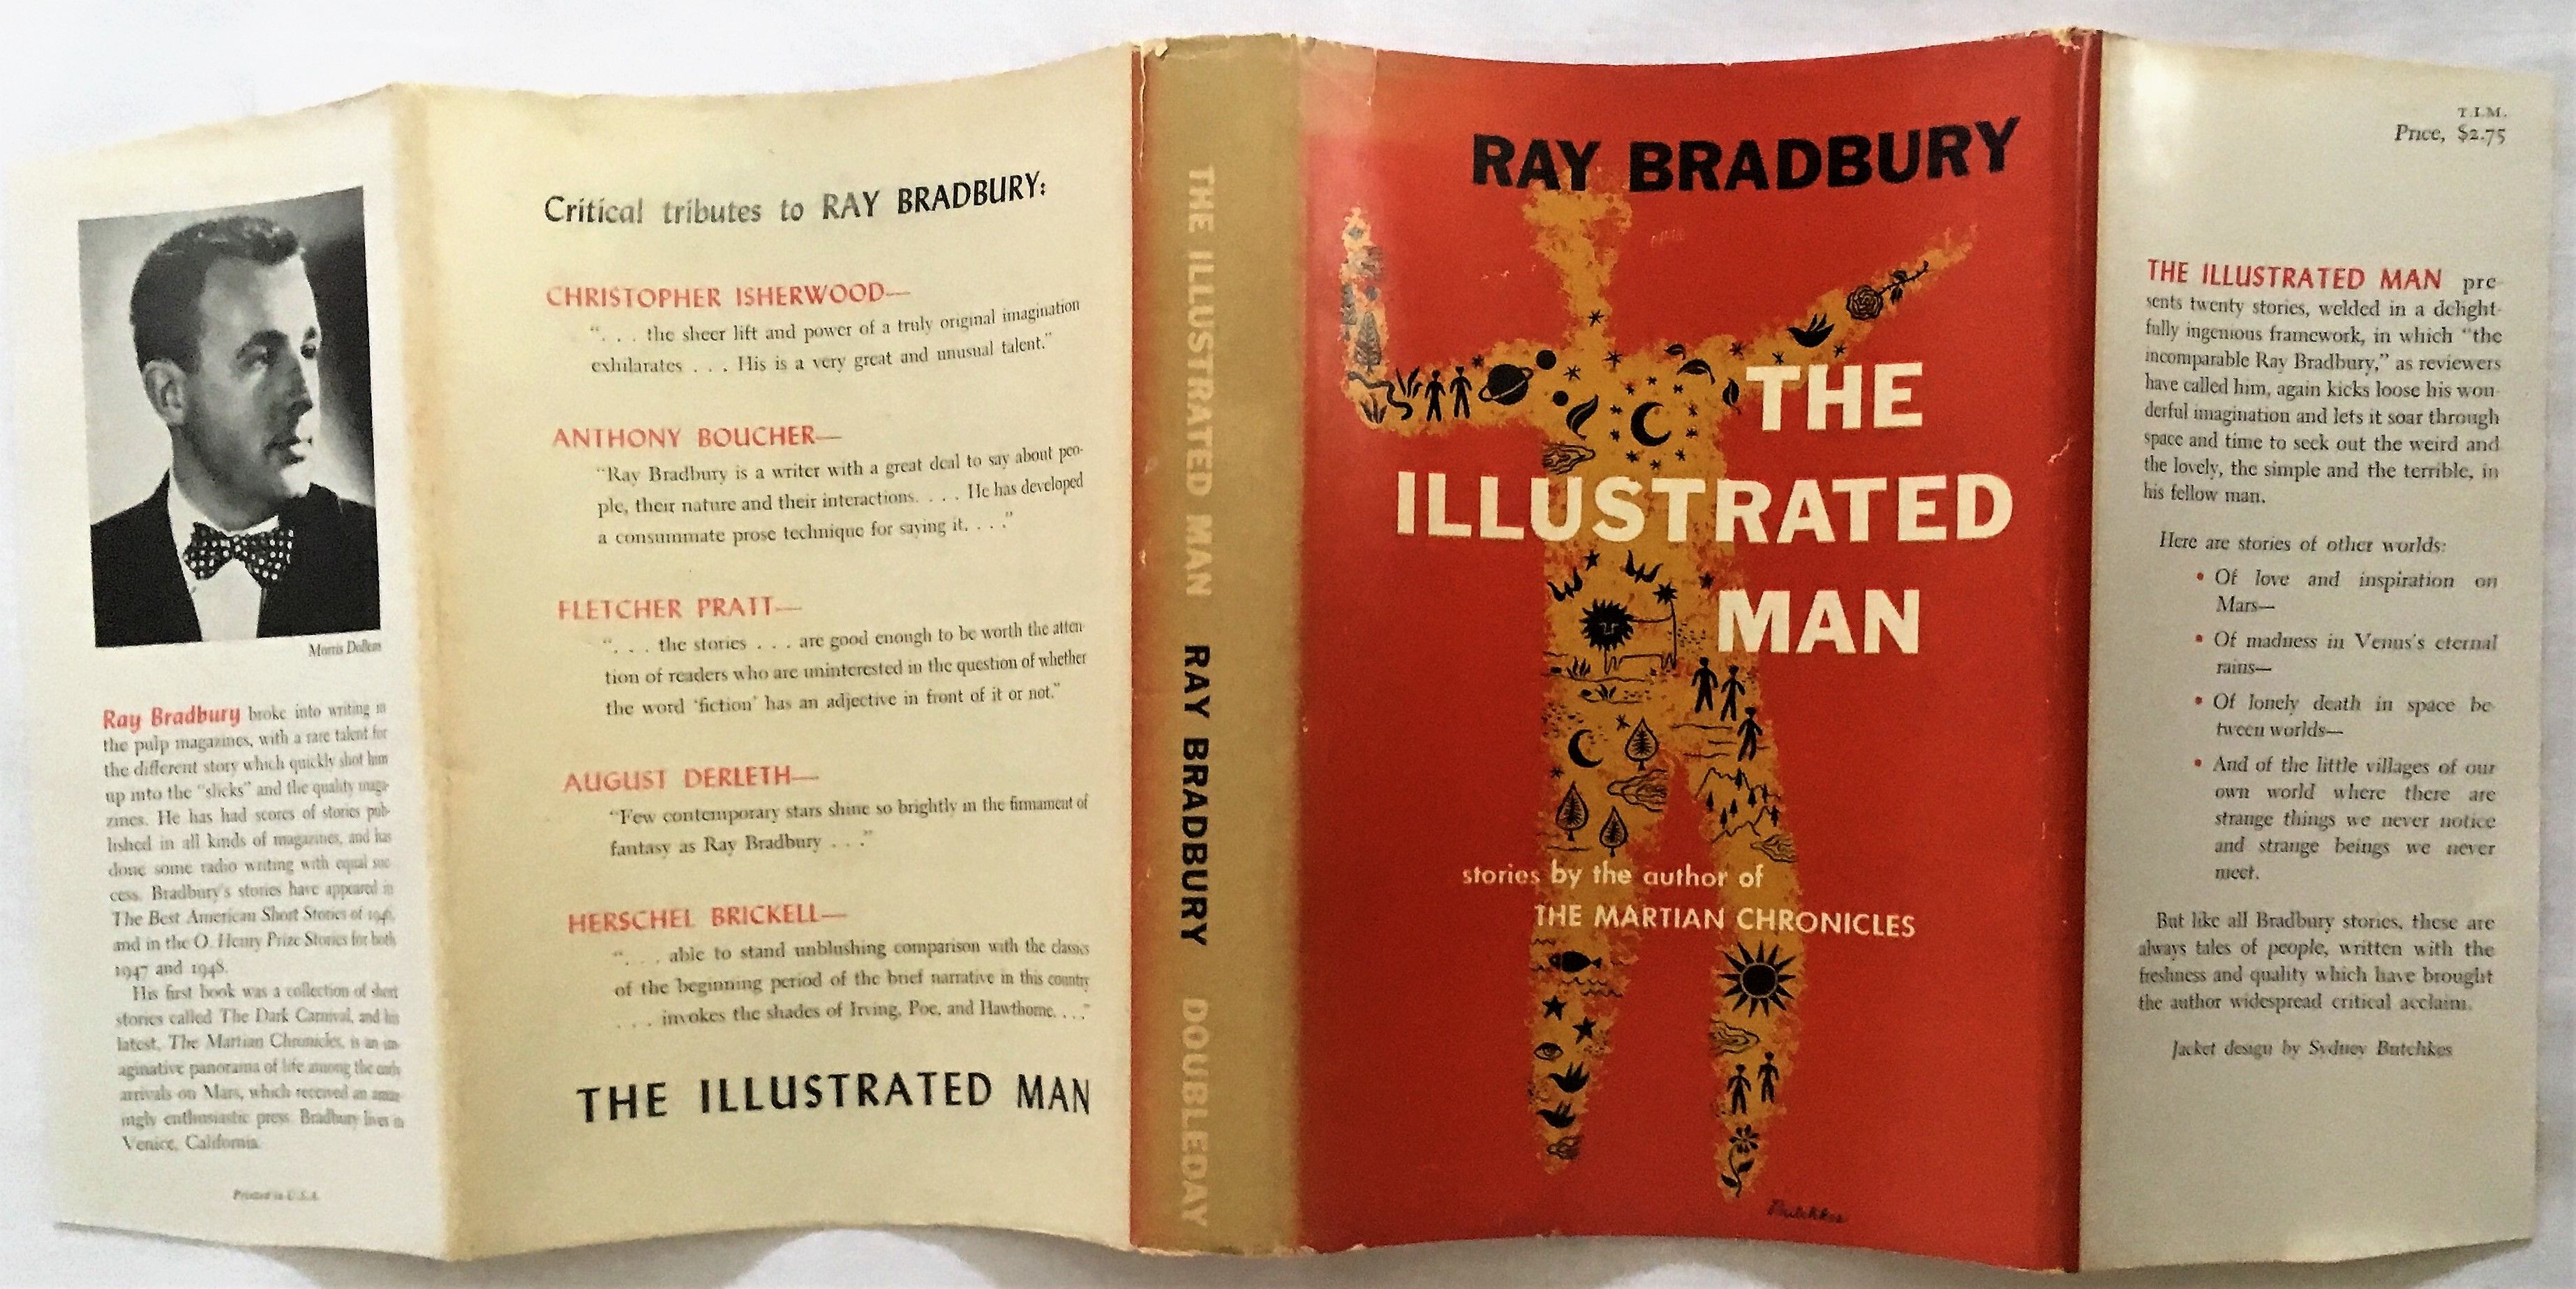 Morris Dollens
Ray Bradbury broke into writing in
the pulp magazines, with a rare talent for
the different story which quickly shot him
up into the "slicks" and the quality maga-
zines. He has had scores of stories pub-
lished in all kinds of magazines, and has
done some radio writing with equal suc-
cess. Bradbury's stories have appeared in
The Best American Short Stories of 1946,
and in the O. Henry Prize Stories for both
1947 and 1948.
His first book was a collection of short
stories called The Dark Carnival, and his
latest, The Martian Chronicles, is an im-
aginative panorama of life among the early
arrivals on Mars, which received an amaz-
ingly enthusiastic press. Bradbury lives in
Venice, California.
Printed in U.S.A.
Critical tributes to RAY BRADBURY:
CHRISTOPHER ISHERWOOD—
". . . the sheer lift and power of a truly original imagination
exhilarates . . . His is a very great and unusual talent."
ANTHONY BOUCHER—
"Ray Bradbury is a writer with a great deal to say about peo-
ple, their nature and their interactions. . . . He has developed
a consummate prose technique for saying it. . . ."
FLETCHER PRATT—
". . . the stories . . . are good enough to be worth the atten-
tion of readers who are uninterested in the question of whether
the word 'fiction' has an adjective in front of it or not."
AUGUST DERLETH—
"Few contemporary stars shine so brightly in the firmament of
fantasy as Ray Bradbury . . ."
HERSCHEL BRICKELL—
". . . able to stand unblushing comparison with the classics
of the beginning period of the brief narrative in this country
. . . invokes the shades of Irving, Poe, and Hawthorne. . . ."
THE ILLUSTRATED MAN
THE ILLUSTRATED MAN RAY BRADBURY DOUBLEDAY
RAY BRADBURY
THE
ILLUSTRATED
MAN
stories by the author of
THE MARTIAN CHRONICLES
Butchkes
T.I.M.
Price, $2.75
THE ILLUSTRATED MAN pre-
sents twenty stories, welded in a delight-
fully ingenious framework, in which "the
incomparable Ray Bradbury," as reviewers
have called him, again kicks loose his won-
derful imagination and lets it soar through
space and time to seek out the weird and
the lovely, the simple and the terrible, in
his fellow man.
Here are stories of other worlds:
• Of love and inspiration on
Mars—
• Of madness in Venus's eternal
rains—
• Of lonely death in space be-
tween worlds—
• And of the little villages of our
own world where there are
strange things we never notice
and strange beings we never
meet.
But like all Bradbury stories, these are
always tales of people, written with the
freshness and quality which have brought
the author widespread critical acclaim.
Jacket design by Sydney Butchkes